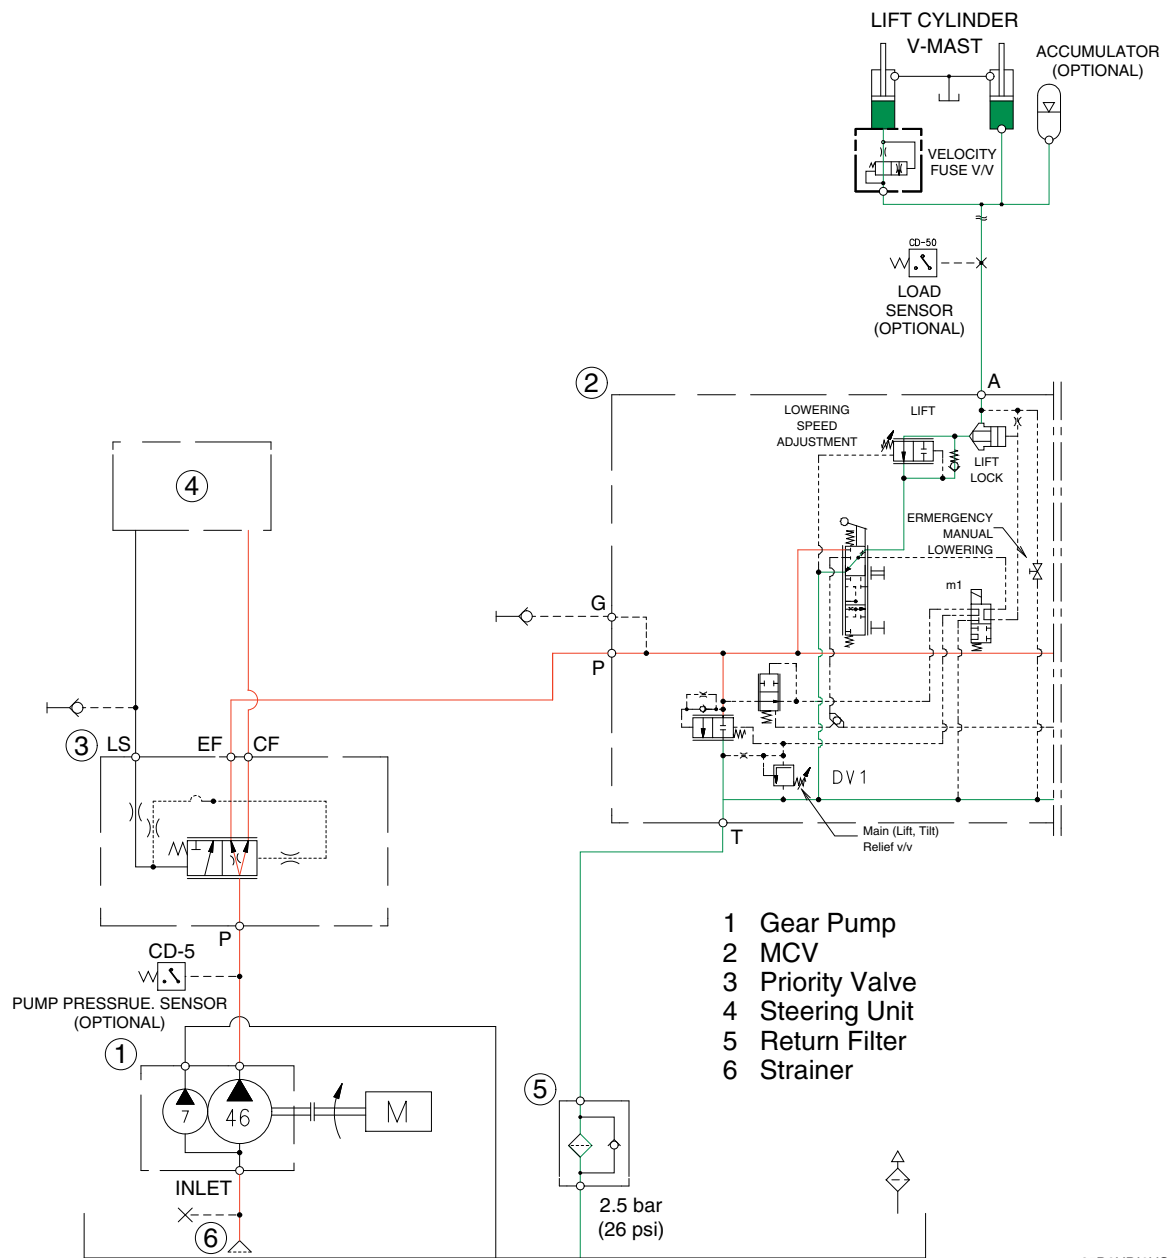 LIFT CYLINDER
V-MAST
ACCUMULATOR
(OPTIONAL)
VELOCITY
FUSE V/V
CD-50
LOAD
SENSOR
(OPTIONAL)
2
A
LOWERING
SPEED
ADJUSTMENT
LIFT
LIFT
LOCK
4
ERMERGENCY
MANUAL
LOWERING
m1
G
P
3
LS
EF
CF
DV1
T
Main (Lift, Tilt)
Relief v/v
P
CD-5
PUMP PRESSRUE. SENSOR
(OPTIONAL)
1 Gear Pump
2 MCV
3 Priority Valve
4 Steering Unit
5 Return Filter
6 Strainer
1
7
46
M
5
INLET
2.5 bar
(26 psi)
6